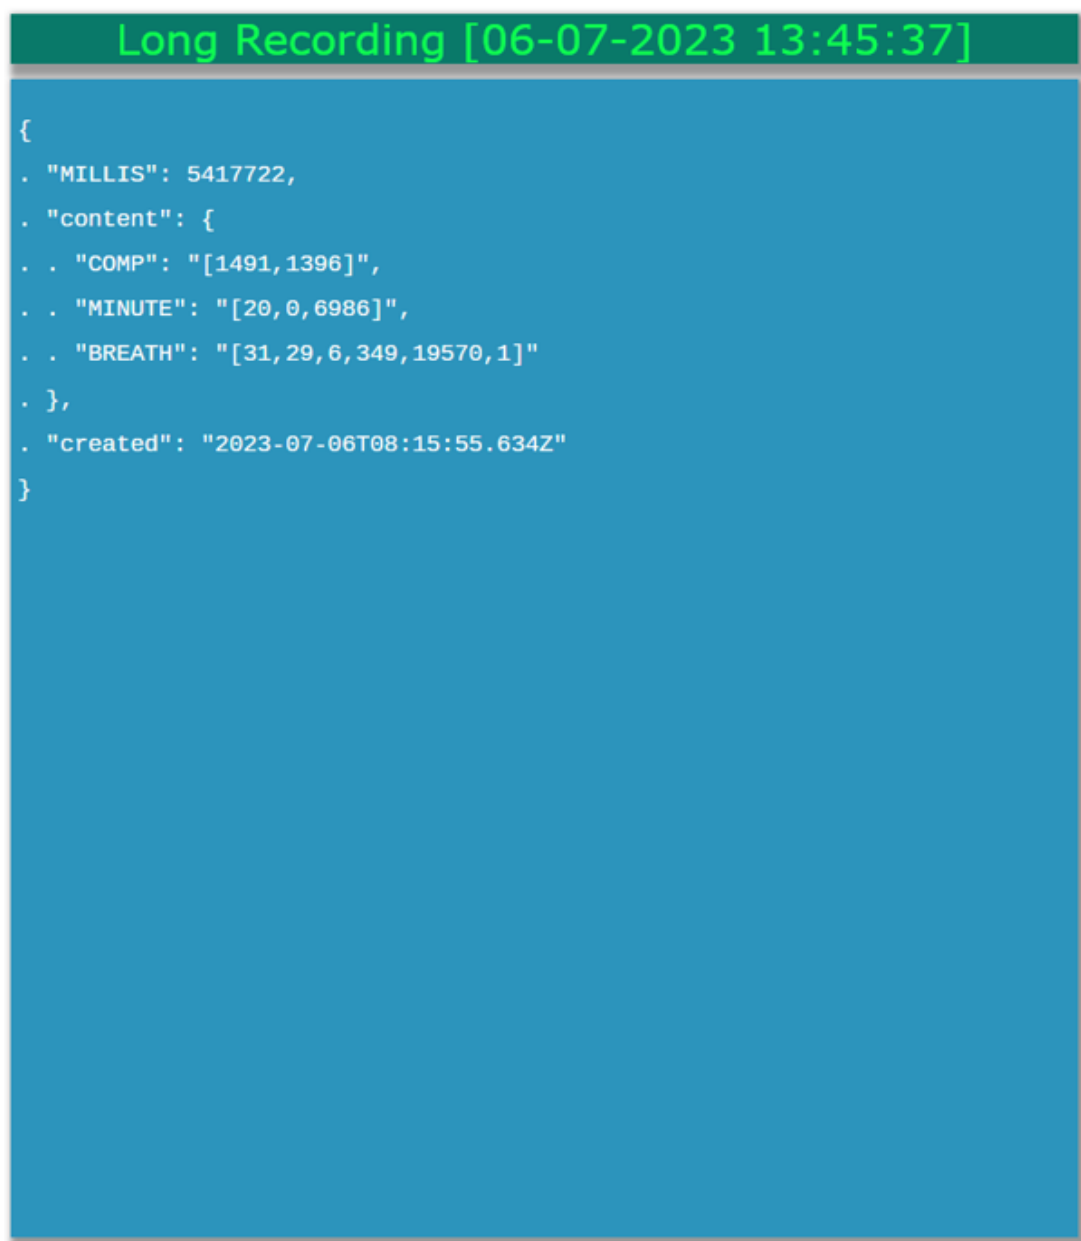 Long Recording [06-07-2023 13:45:37]
{
. "MILLIS": 5417722,
. "content": {
. . "COMP": "[1491,1396]",
. . "MINUTE": "[20,0,6986]",
. . "BREATH": "[31,29,6,349,19570,1]"
. },
. "created": "2023-07-06T08:15:55.634Z"
}